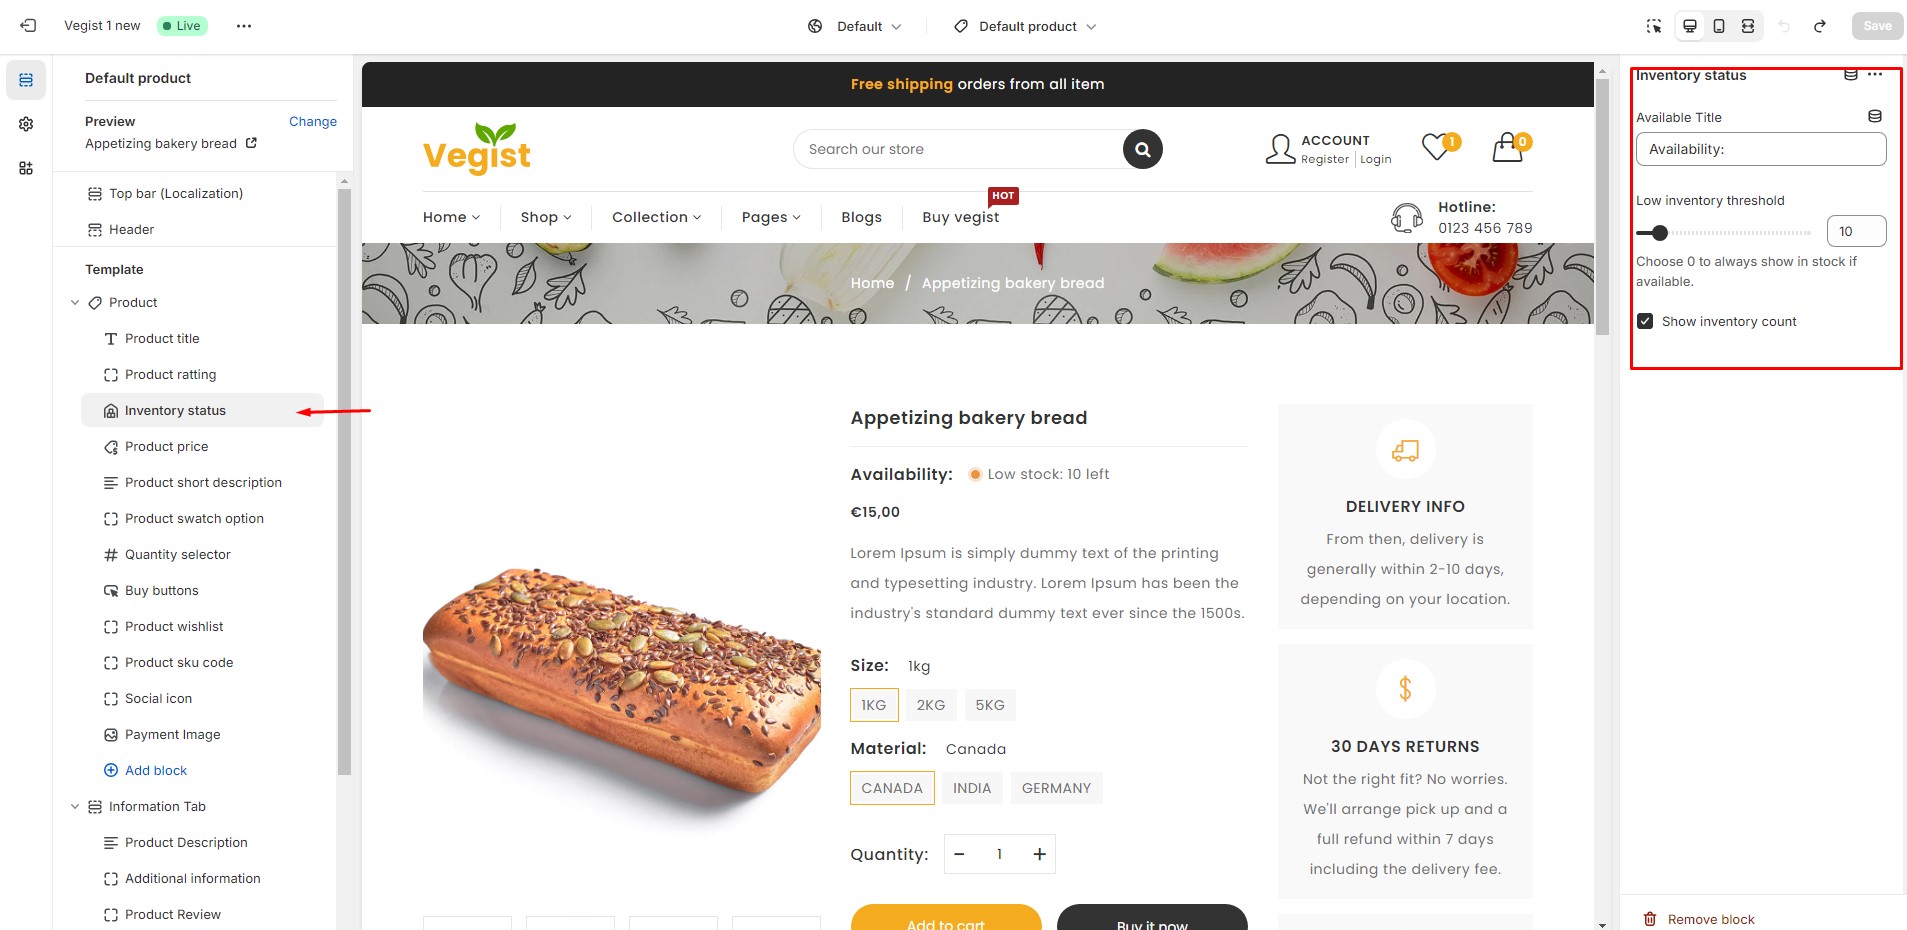 Vegist 1 new
Live
Default
Default product
Save
Default product
Preview
Change
Appetizing bakery bread
Top bar (Localization)
Header
Template
Product
Product title
Product ratting
Inventory status
Product price
Product short description
Product swatch option
Quantity selector
Buy buttons
Product wishlist
Product sku code
Social icon
Payment Image
Add block
Information Tab
Product Description
Additional information
Product Review
Free shipping orders from all item
Vegist
Search our store
ACCOUNT
Register | Login
1
0
Home
Shop
Collection
Pages
Blogs
Buy vegist
HOT
Hotline:
0123 456 789
Home / Appetizing bakery bread
Appetizing bakery bread
Availability: Low stock: 10 left
€15,00
Lorem Ipsum is simply dummy text of the printing
and typesetting industry. Lorem Ipsum has been the
industry's standard dummy text ever since the 1500s.
Size: 1kg
1KG 2KG 5KG
Material: Canada
CANADA INDIA GERMANY
Quantity: − 1 +
Add to cart
Buy it now
DELIVERY INFO
From then, delivery is
generally within 2-10 days,
depending on your location.
30 DAYS RETURNS
Not the right fit? No worries.
We'll arrange pick up and a
full refund within 7 days
including the delivery fee.
Inventory status
Available Title
Availability:
Low inventory threshold
10
Choose 0 to always show in stock if
available.
Show inventory count
Remove block